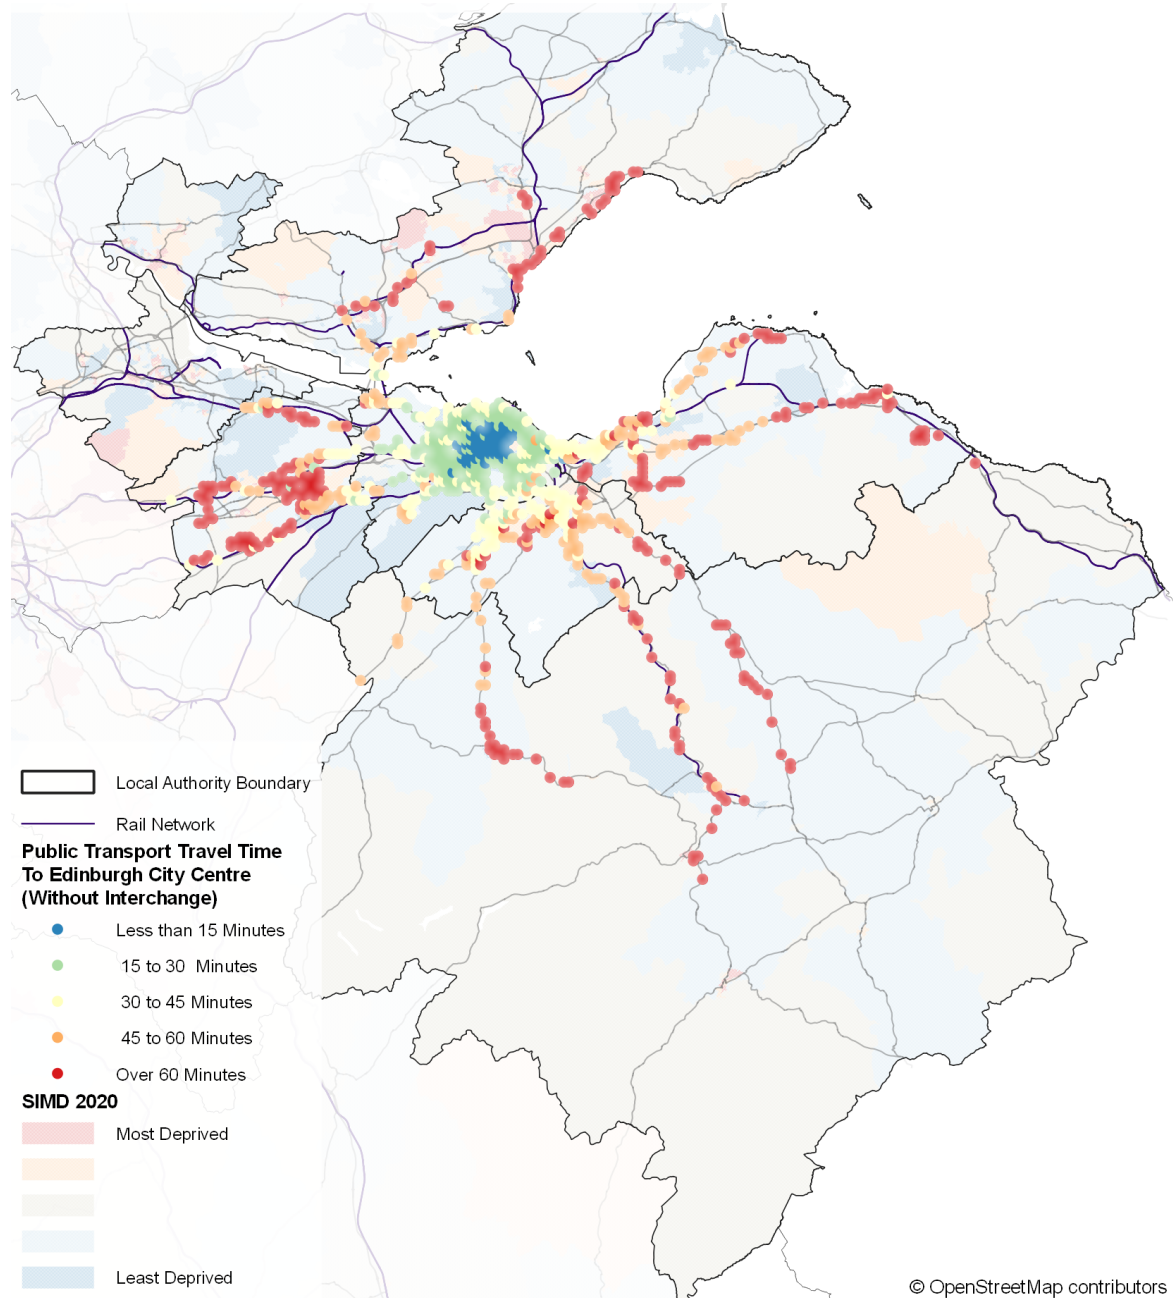 Local Authority Boundary
Rail Network
Public Transport Travel Time
To Edinburgh City Centre
(Without Interchange)
Less than 15 Minutes
15 to 30 Minutes
30 to 45 Minutes
45 to 60 Minutes
Over 60 Minutes
SIMD 2020
Most Deprived
Least Deprived
© OpenStreetMap contributors